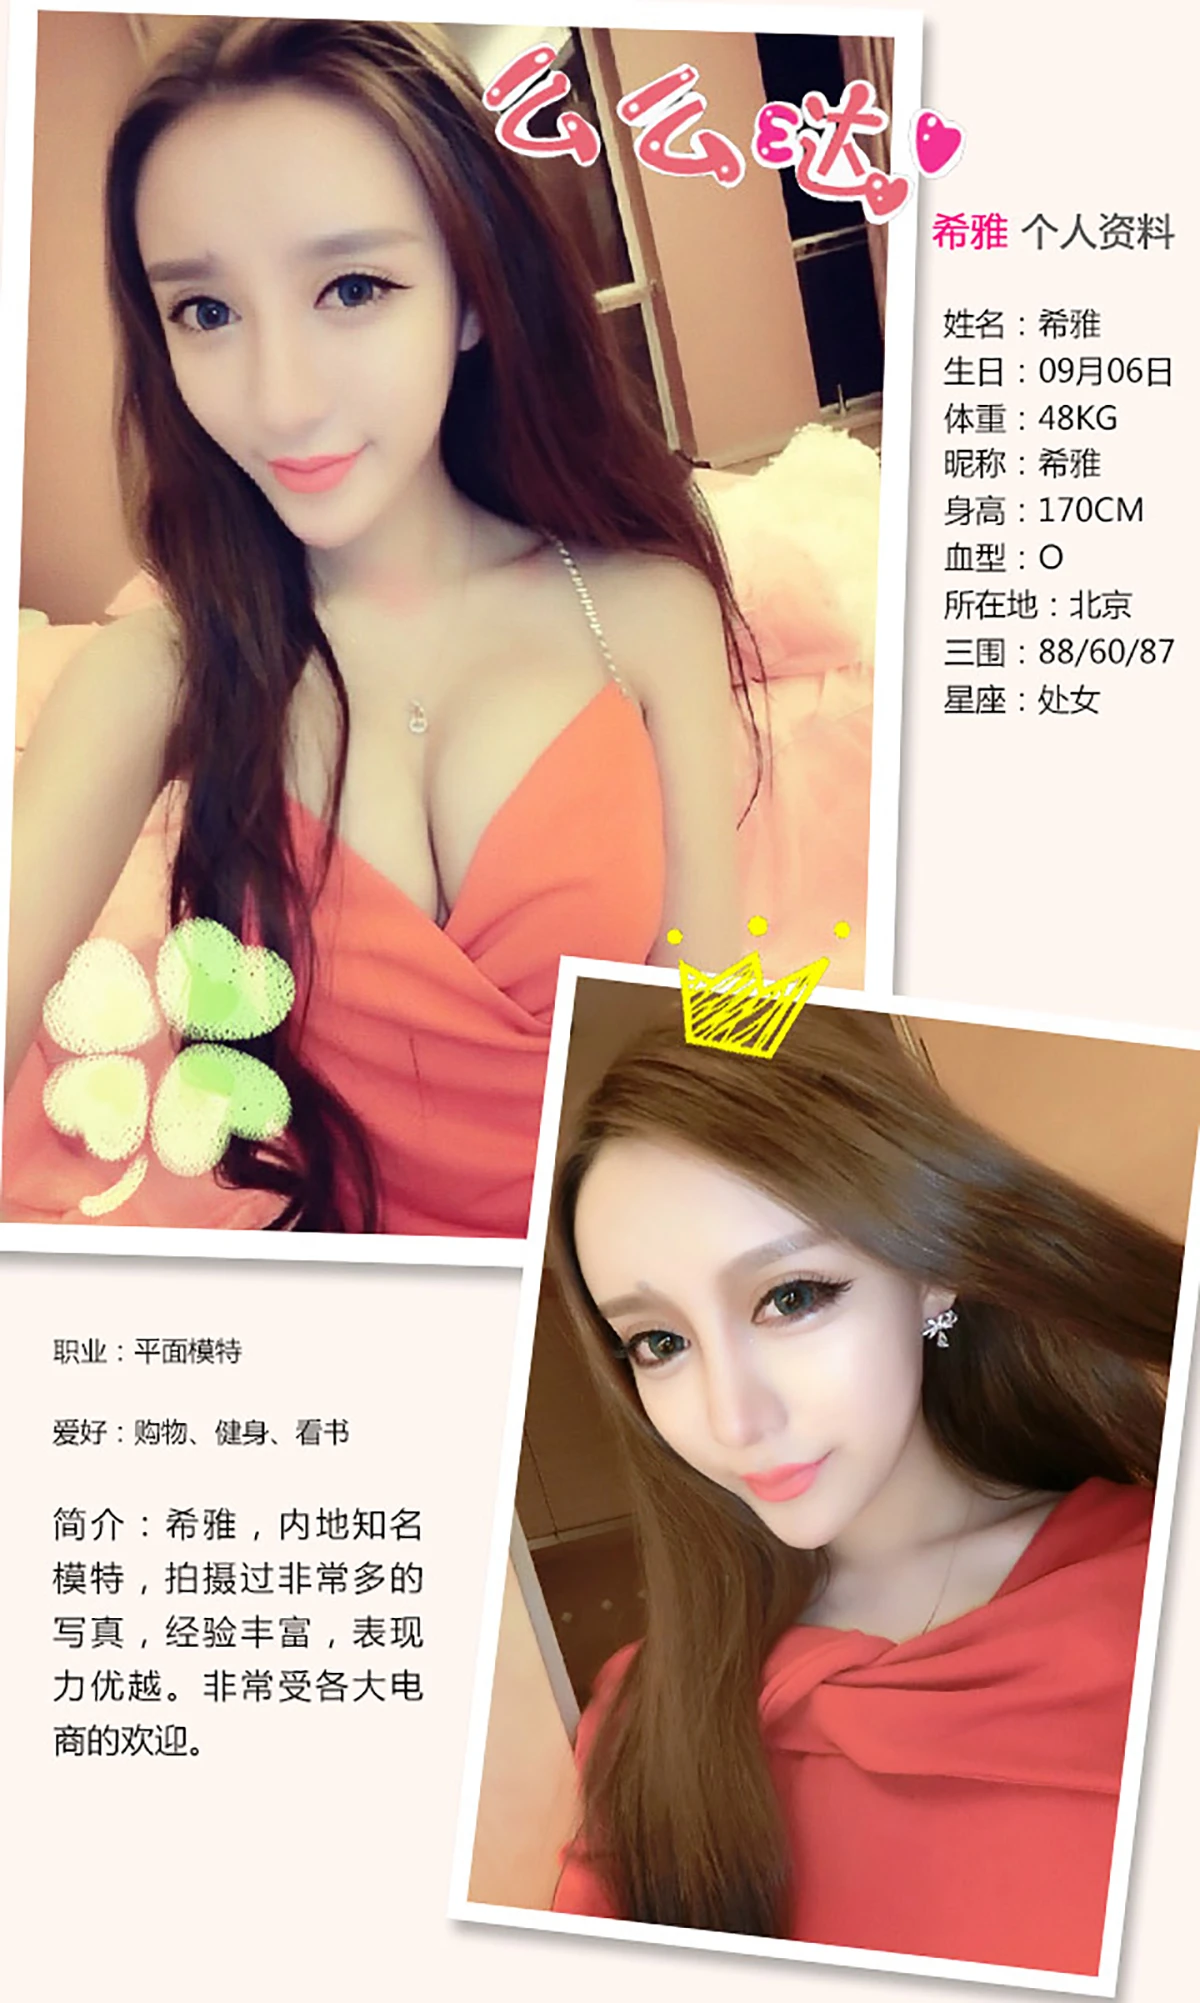 么么哒
希雅 个人资料
姓名：希雅
生日：09月06日
体重：48KG
昵称：希雅
身高：170CM
血型：O
所在地：北京
三围：88/60/87
星座：处女
职业：平面模特
爱好：购物、健身、看书
简介：希雅，内地知名
模特，拍摄过非常多的
写真，经验丰富，表现
力优越。非常受各大电
商的欢迎。